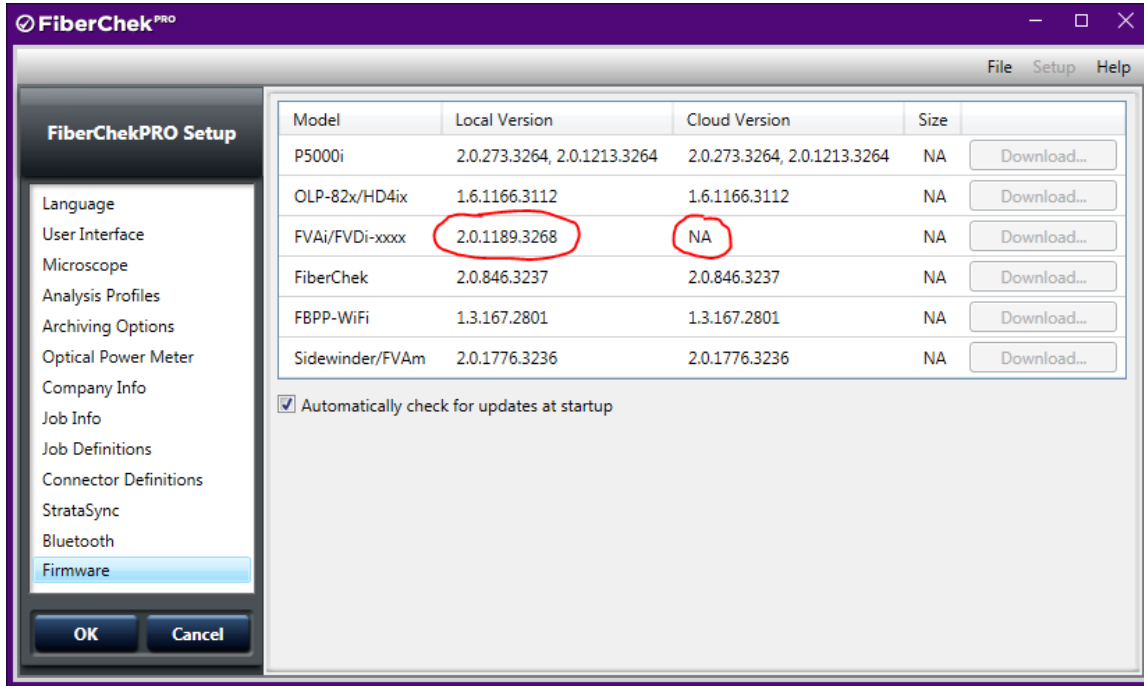 FiberChek PRO
File Setup Help
FiberChekPRO Setup
Language
User Interface
Microscope
Analysis Profiles
Archiving Options
Optical Power Meter
Company Info
Job Info
Job Definitions
Connector Definitions
StrataSync
Bluetooth
Firmware
OK Cancel
Model Local Version Cloud Version Size
P5000i 2.0.273.3264, 2.0.1213.3264 2.0.273.3264, 2.0.1213.3264 NA Download...
OLP-82x/HD4ix 1.6.1166.3112 1.6.1166.3112 NA Download...
FVAi/FVDi-xxxx 2.0.1189.3268 NA NA Download...
FiberChek 2.0.846.3237 2.0.846.3237 NA Download...
FBPP-WiFi 1.3.167.2801 1.3.167.2801 NA Download...
Sidewinder/FVAm 2.0.1776.3236 2.0.1776.3236 NA Download...
Automatically check for updates at startup